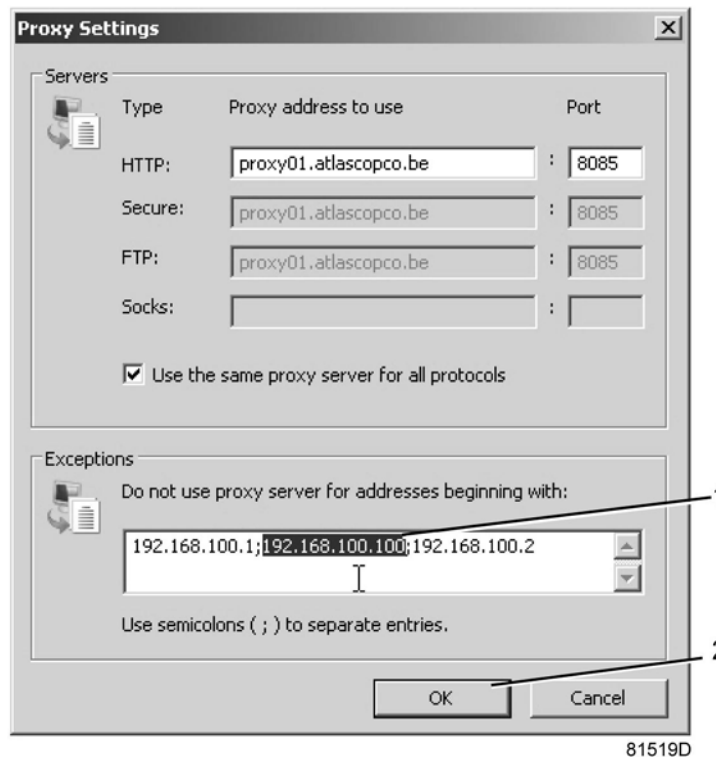 Proxy Settings
Servers
Type Proxy address to use Port
HTTP: proxy01.atlascopco.be : 8085
Secure: proxy01.atlascopco.be : 8085
FTP: proxy01.atlascopco.be : 8085
Socks: :
Use the same proxy server for all protocols
Exceptions
Do not use proxy server for addresses beginning with:
192.168.100.1;192.168.100.100;192.168.100.2
Use semicolons ( ; ) to separate entries.
OK Cancel
81519D